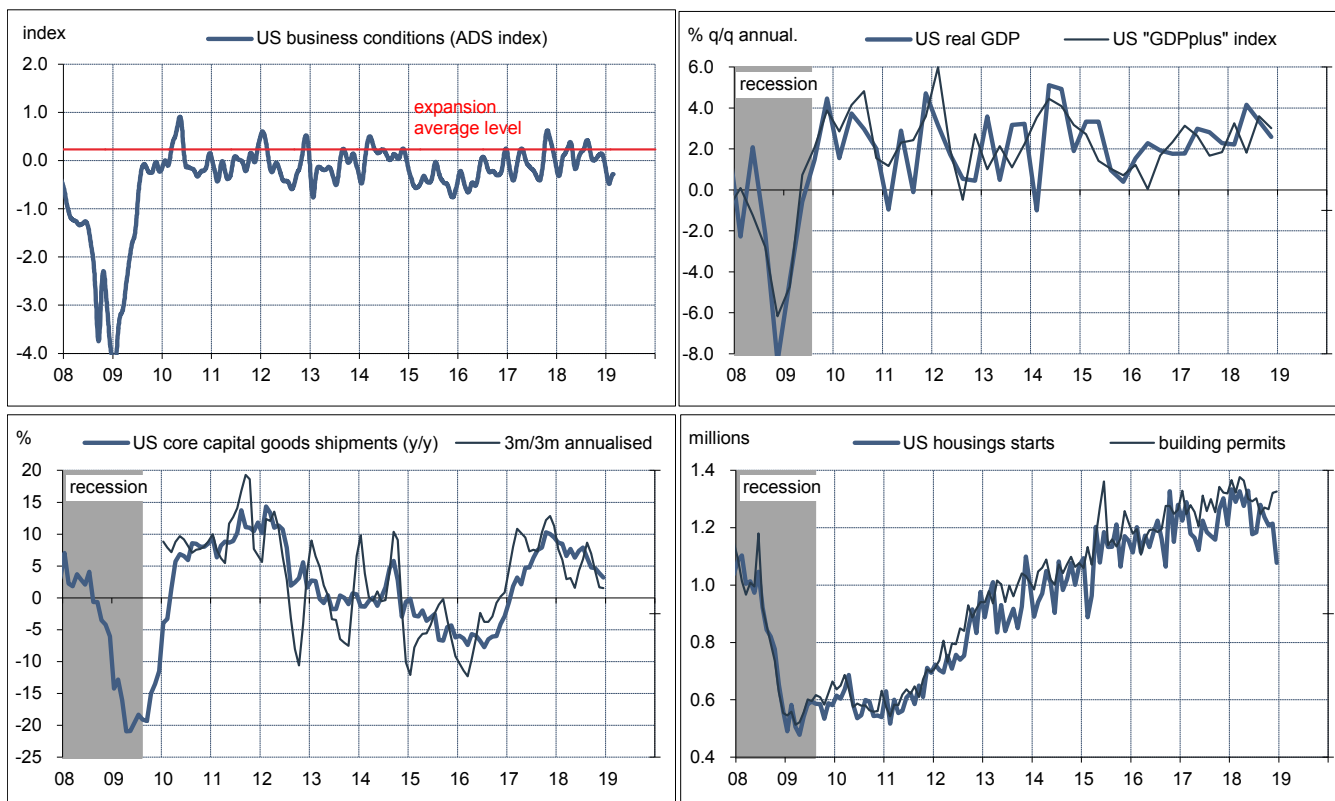 index
US business conditions (ADS index)
2.0
1.0
0.0
-1.0
-2.0
-3.0
-4.0
expansion
average level
08 09 10 11 12 13 14 15 16 17 18 19
% q/q annual.
US real GDP
US "GDPplus" index
6.0
4.0
2.0
0.0
-2.0
-4.0
-6.0
-8.0
recession
08 09 10 11 12 13 14 15 16 17 18 19
%
US core capital goods shipments (y/y)
3m/3m annualised
20
15
10
5
0
-5
-10
-15
-20
-25
recession
08 09 10 11 12 13 14 15 16 17 18 19
millions
US housings starts
building permits
1.4
1.2
1.0
0.8
0.6
0.4
recession
08 09 10 11 12 13 14 15 16 17 18 19